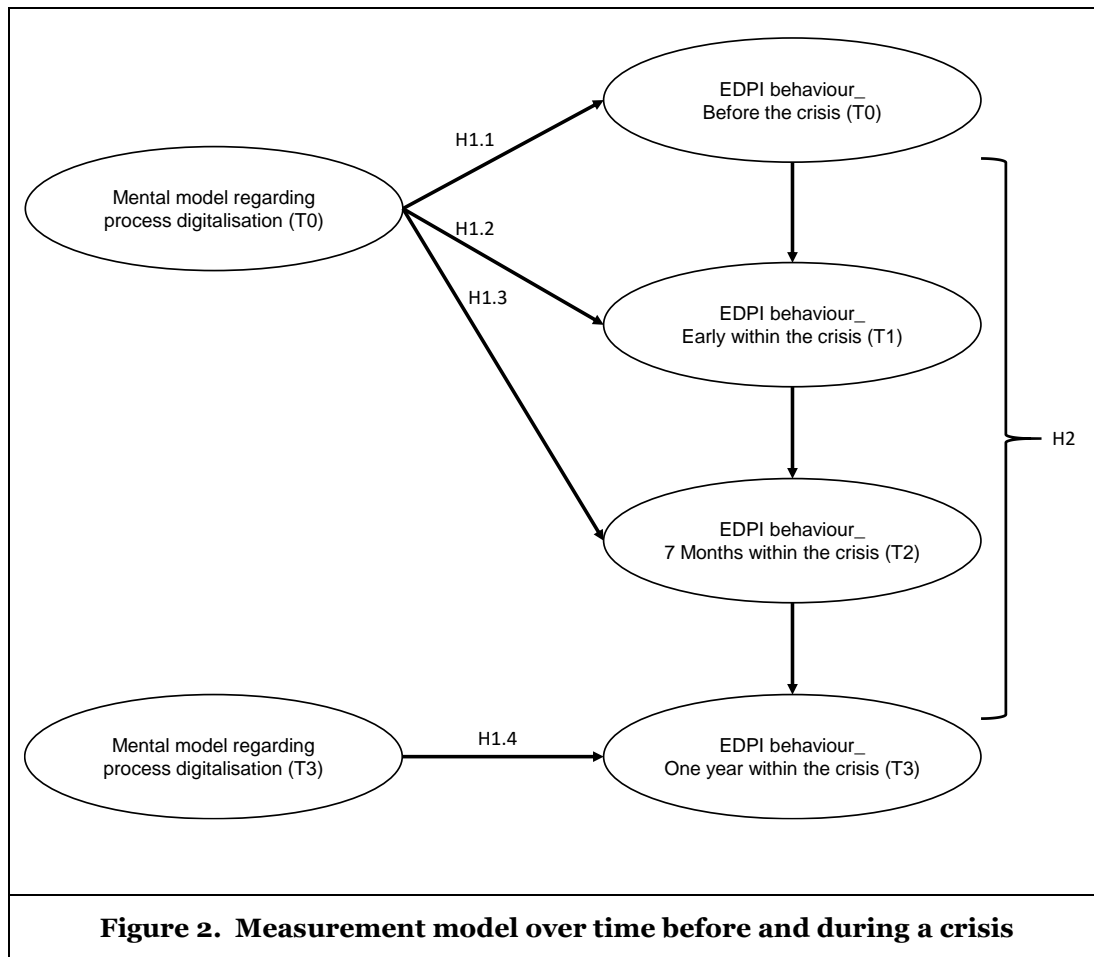 EDPI behaviour_
Before the crisis (T0)
H1.1
Mental model regarding
process digitalisation (T0)
H1.2
H1.3
EDPI behaviour_
Early within the crisis (T1)
H2
EDPI behaviour_
7 Months within the crisis (T2)
Mental model regarding
process digitalisation (T3)
H1.4
EDPI behaviour_
One year within the crisis (T3)
Figure 2. Measurement model over time before and during a crisis